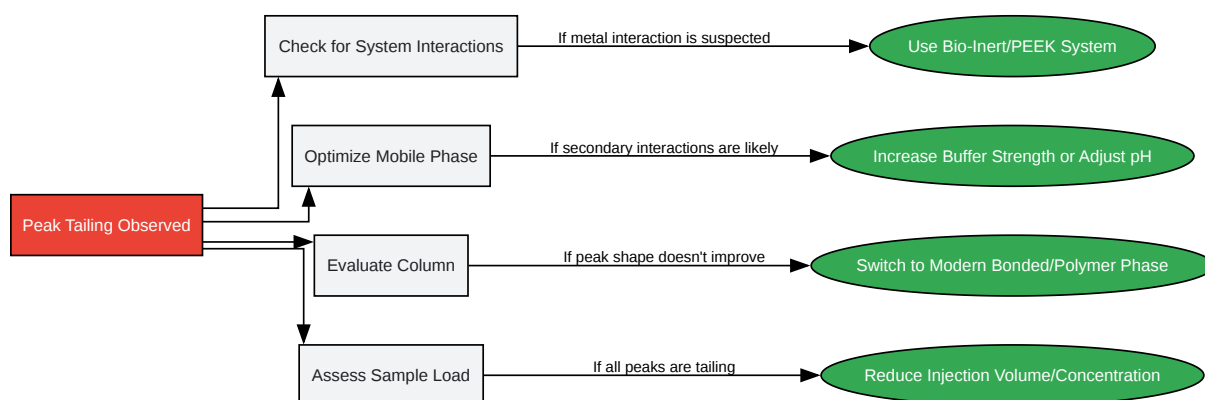 Check for System Interactions
If metal interaction is suspected
Use Bio-Inert/PEEK System
Optimize Mobile Phase
If secondary interactions are likely
Increase Buffer Strength or Adjust pH
Peak Tailing Observed
Evaluate Column
If peak shape doesn't improve
Switch to Modern Bonded/Polymer Phase
Assess Sample Load
If all peaks are tailing
Reduce Injection Volume/Concentration